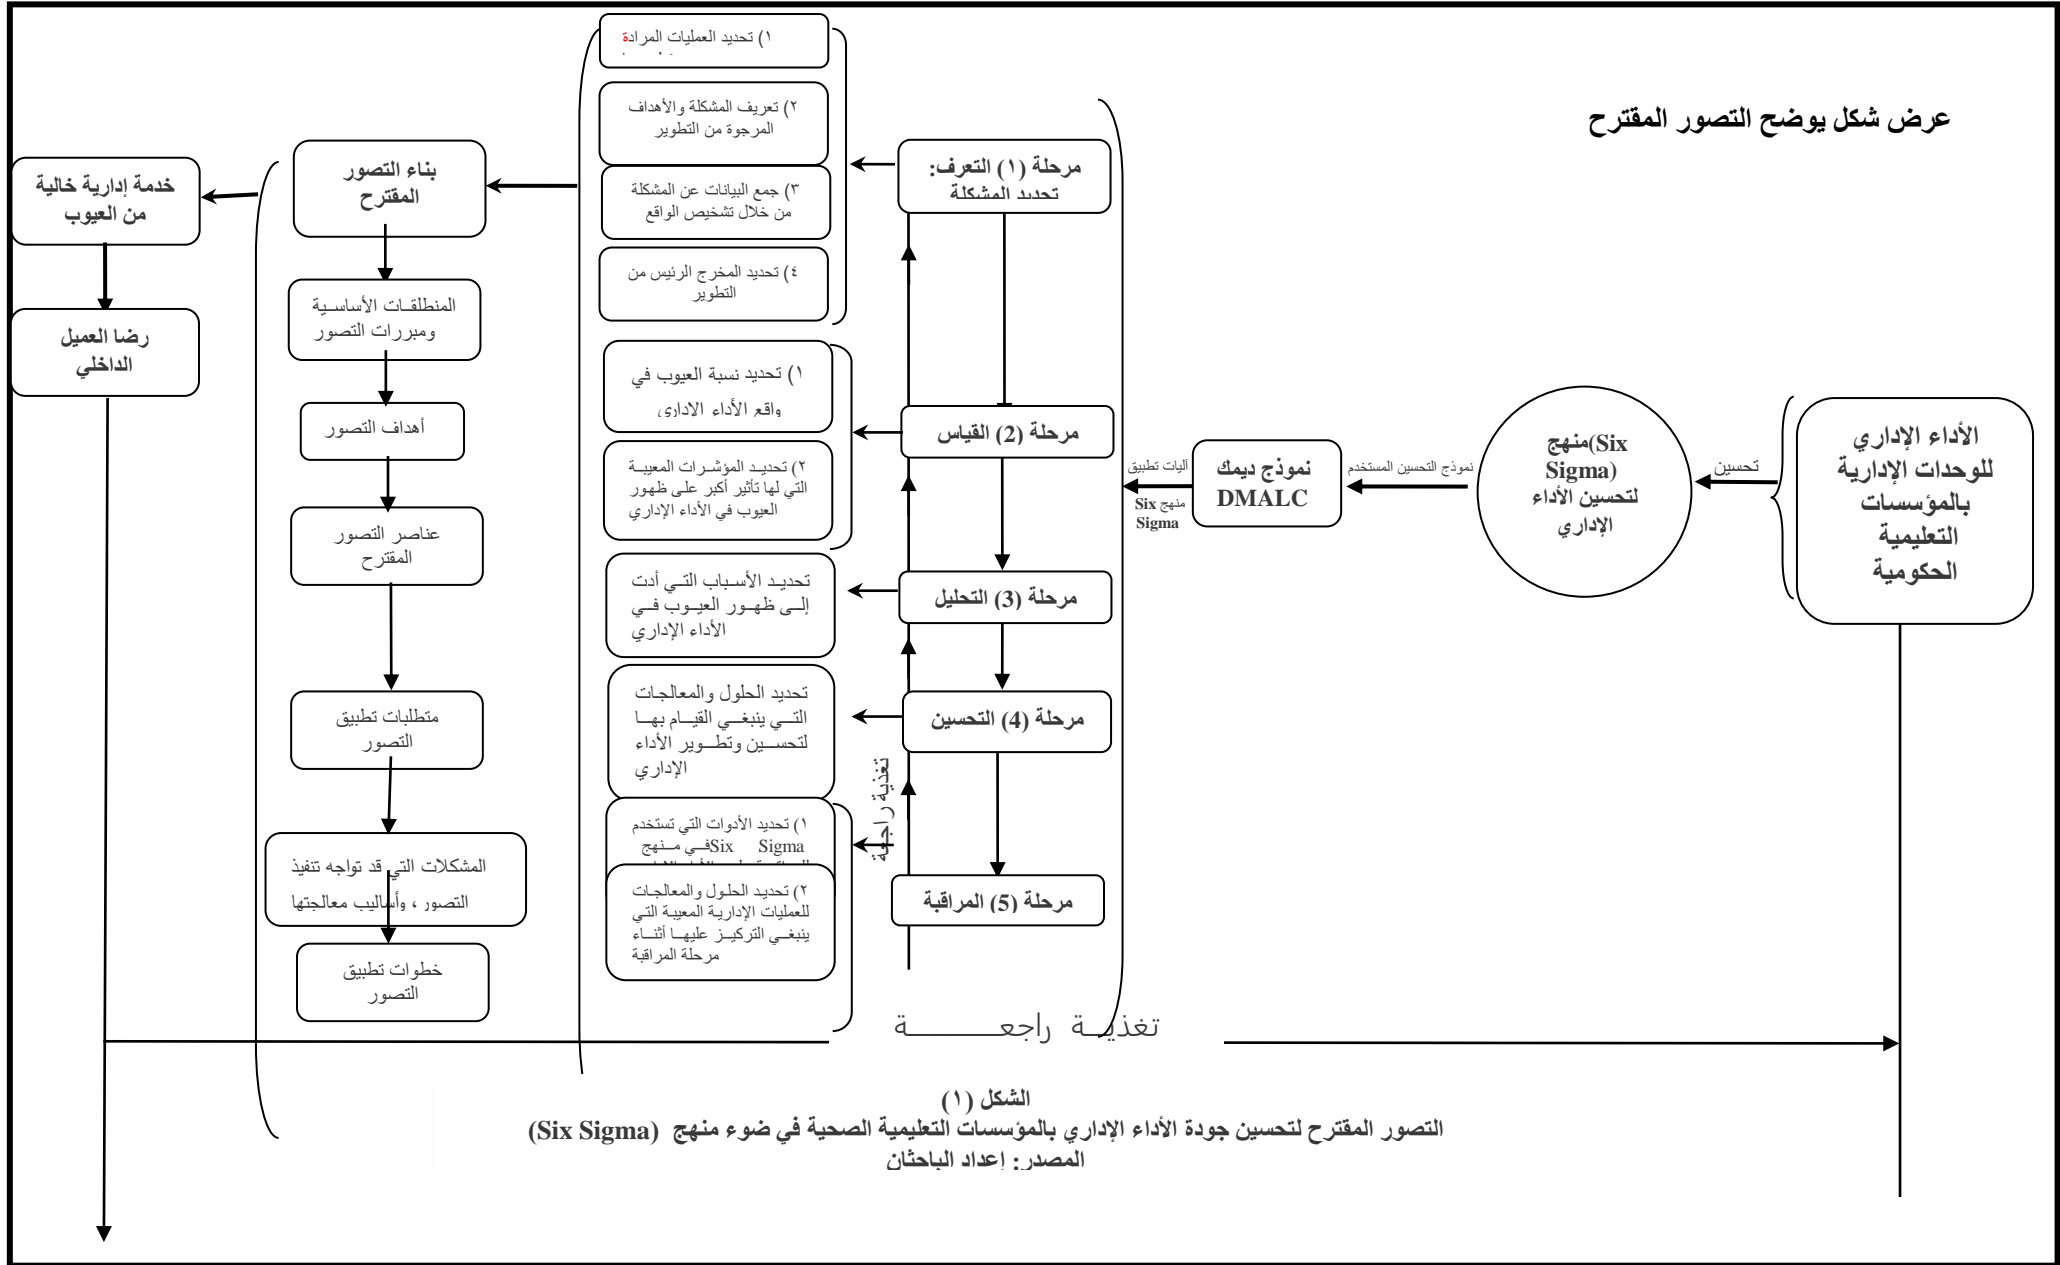 عرض شكل يوضح التصور المقترح
الأداء الإداري
للوحدات الإدارية
بالمؤسسات
التعليمية
الحكومية
تحسين
منهج(Six
Sigma)
لتحسين الأداء
الإداري
نموذج التحسين المستخدم
نموذج ديمك
DMALC
آليات تطبيق
منهج Six
Sigma
مرحلة (١) التعرف:
تحديد المشكلة
مرحلة (2) القياس
مرحلة (3) التحليل
مرحلة (4) التحسين
مرحلة (5) المراقبة
تغذية راجعة
١) تحديد العمليات المرادة
٢) تعريف المشكلة والأهداف
المرجوة من التطوير
٣) جمع البيانات عن المشكلة
من خلال تشخيص الواقع
٤) تحديد المخرج الرئيس من
التطوير
١) تحديد نسبة العيوب في
واقع الأداء الإداري
٢) تحديد المؤشرات المعيبة
التي لها تأثير أكبر على ظهور
العيوب في الأداء الإداري
تحديد الأسباب التي أدت
إلى ظهور العيوب في
الأداء الإداري
تحديد الحلول والمعالجات
التي ينبغي القيام بها
لتحسين وتطوير الأداء
الإداري
١) تحديد الأدوات التي تستخدم
في منهج Six Sigma
٢) تحديد الحلول والمعالجات
للعمليات الإدارية المعيبة التي
ينبغي التركيز عليها أثناء
مرحلة المراقبة
بناء التصور
المقترح
المنطلقات الأساسية
ومبررات التصور
أهداف التصور
عناصر التصور
المقترح
متطلبات تطبيق
التصور
المشكلات التي قد تواجه تنفيذ
التصور ، وأساليب معالجتها
خطوات تطبيق
التصور
خدمة إدارية خالية
من العيوب
رضا العميل
الداخلي
تغذية راجعة
الشكل (١)
التصور المقترح لتحسين جودة الأداء الإداري بالمؤسسات التعليمية الصحية في ضوء منهج (Six Sigma)
المصدر: إعداد الباحثان